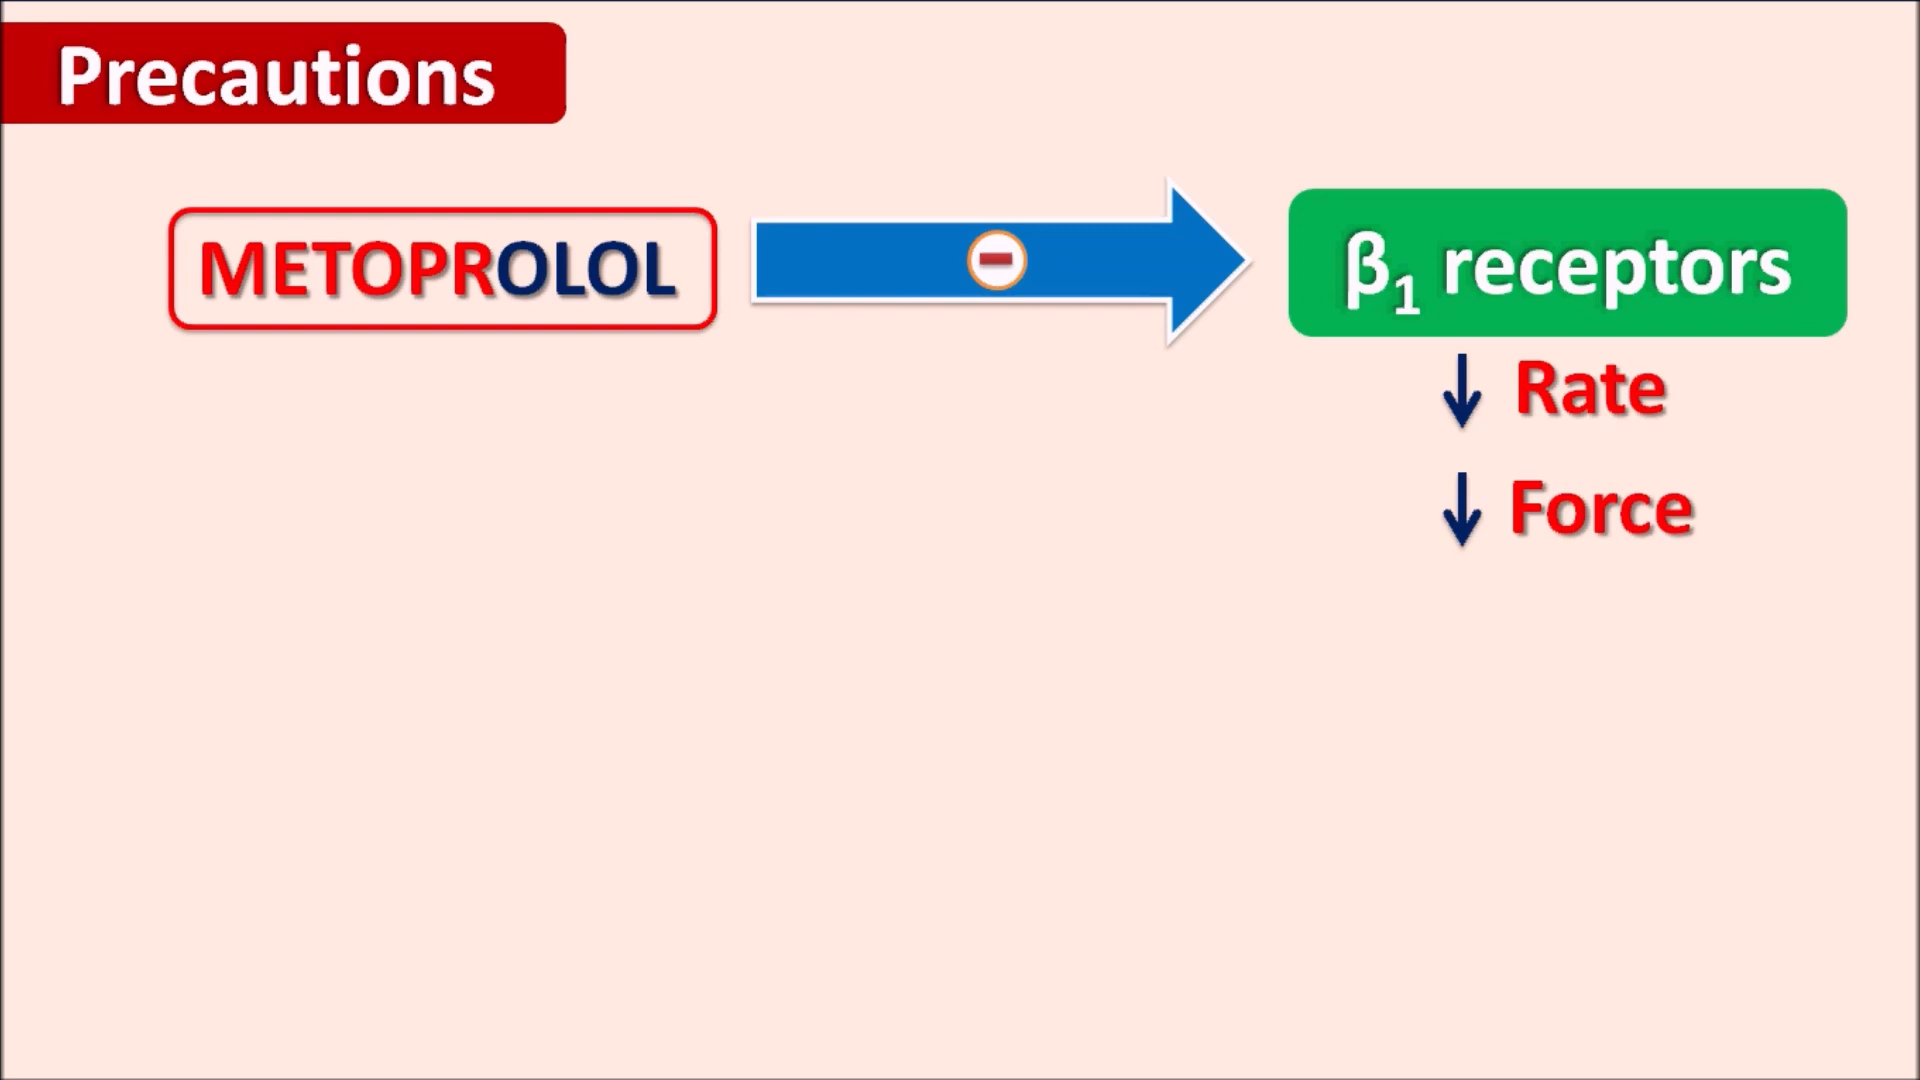 Precautions
METOPROLOL
β₁ receptors
↓ Rate
↓ Force